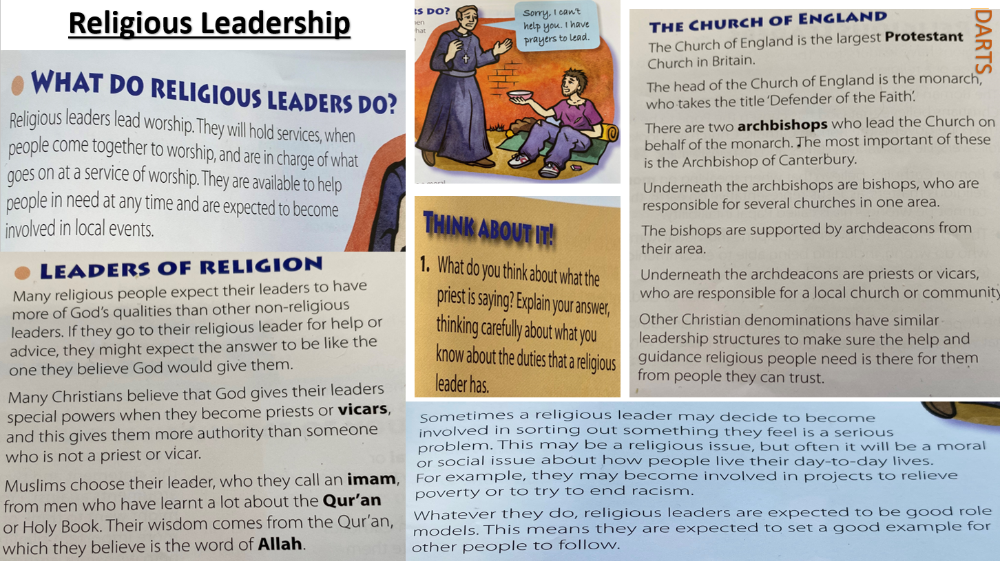 Religious Leadership
WHAT DO RELIGIOUS LEADERS DO?
Religious leaders lead worship. They will hold services, when
people come together to worship, and are in charge of what
goes on at a service of worship. They are available to help
people in need at any time and are expected to become
involved in local events.
LEADERS OF RELIGION
Many religious people expect their leaders to have
more of God's qualities than other non-religious
leaders. If they go to their religious leader for help or
advice, they might expect the answer to be like the
one they believe God would give them.
Many Christians believe that God gives their leaders
special powers when they become priests or vicars,
and this gives them more authority than someone
who is not a priest or vicar.
Muslims choose their leader, who they call an imam,
from men who have learnt a lot about the Qur'an
or Holy Book. Their wisdom comes from the Qur'an,
which they believe is the word of Allah.
RS DO?
hen
hat
Sorry, I can't
help you. I have
prayers to lead.
THINK ABOUT IT!
1. What do you think about what the
priest is saying? Explain your answer,
thinking carefully about what you
know about the duties that a religious
leader has.
THE CHURCH OF ENGLAND
The Church of England is the largest Protestant
Church in Britain.
The head of the Church of England is the monarch,
who takes the title 'Defender of the Faith'.
There are two archbishops who lead the Church on
behalf of the monarch. The most important of these
is the Archbishop of Canterbury.
Underneath the archbishops are bishops, who are
responsible for several churches in one area.
The bishops are supported by archdeacons from
their area.
Underneath the archdeacons are priests or vicars,
who are responsible for a local church or community
Other Christian denominations have similar
leadership structures to make sure the help and
guidance religious people need is there for them
from people they can trust.
DARTS
Sometimes a religious leader may decide to become
involved in sorting out something they feel is a serious
problem. This may be a religious issue, but often it will be a moral
or social issue about how people live their day-to-day lives.
For example, they may become involved in projects to relieve
poverty or to try to end racism.
Whatever they do, religious leaders are expected to be good role
models. This means they are expected to set a good example for
other people to follow.